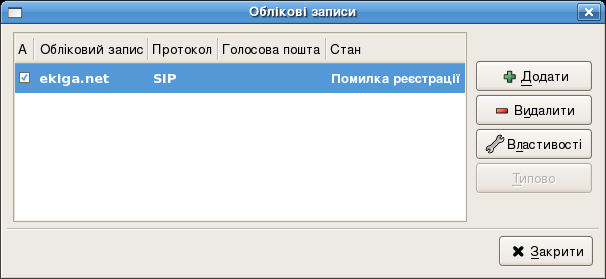 Облікові записи
А Обліковий запис Протокол Голосова пошта Стан
ekiga.net SIP Помилка реєстрації
Додати
Видалити
Властивості
Типово
Закрити